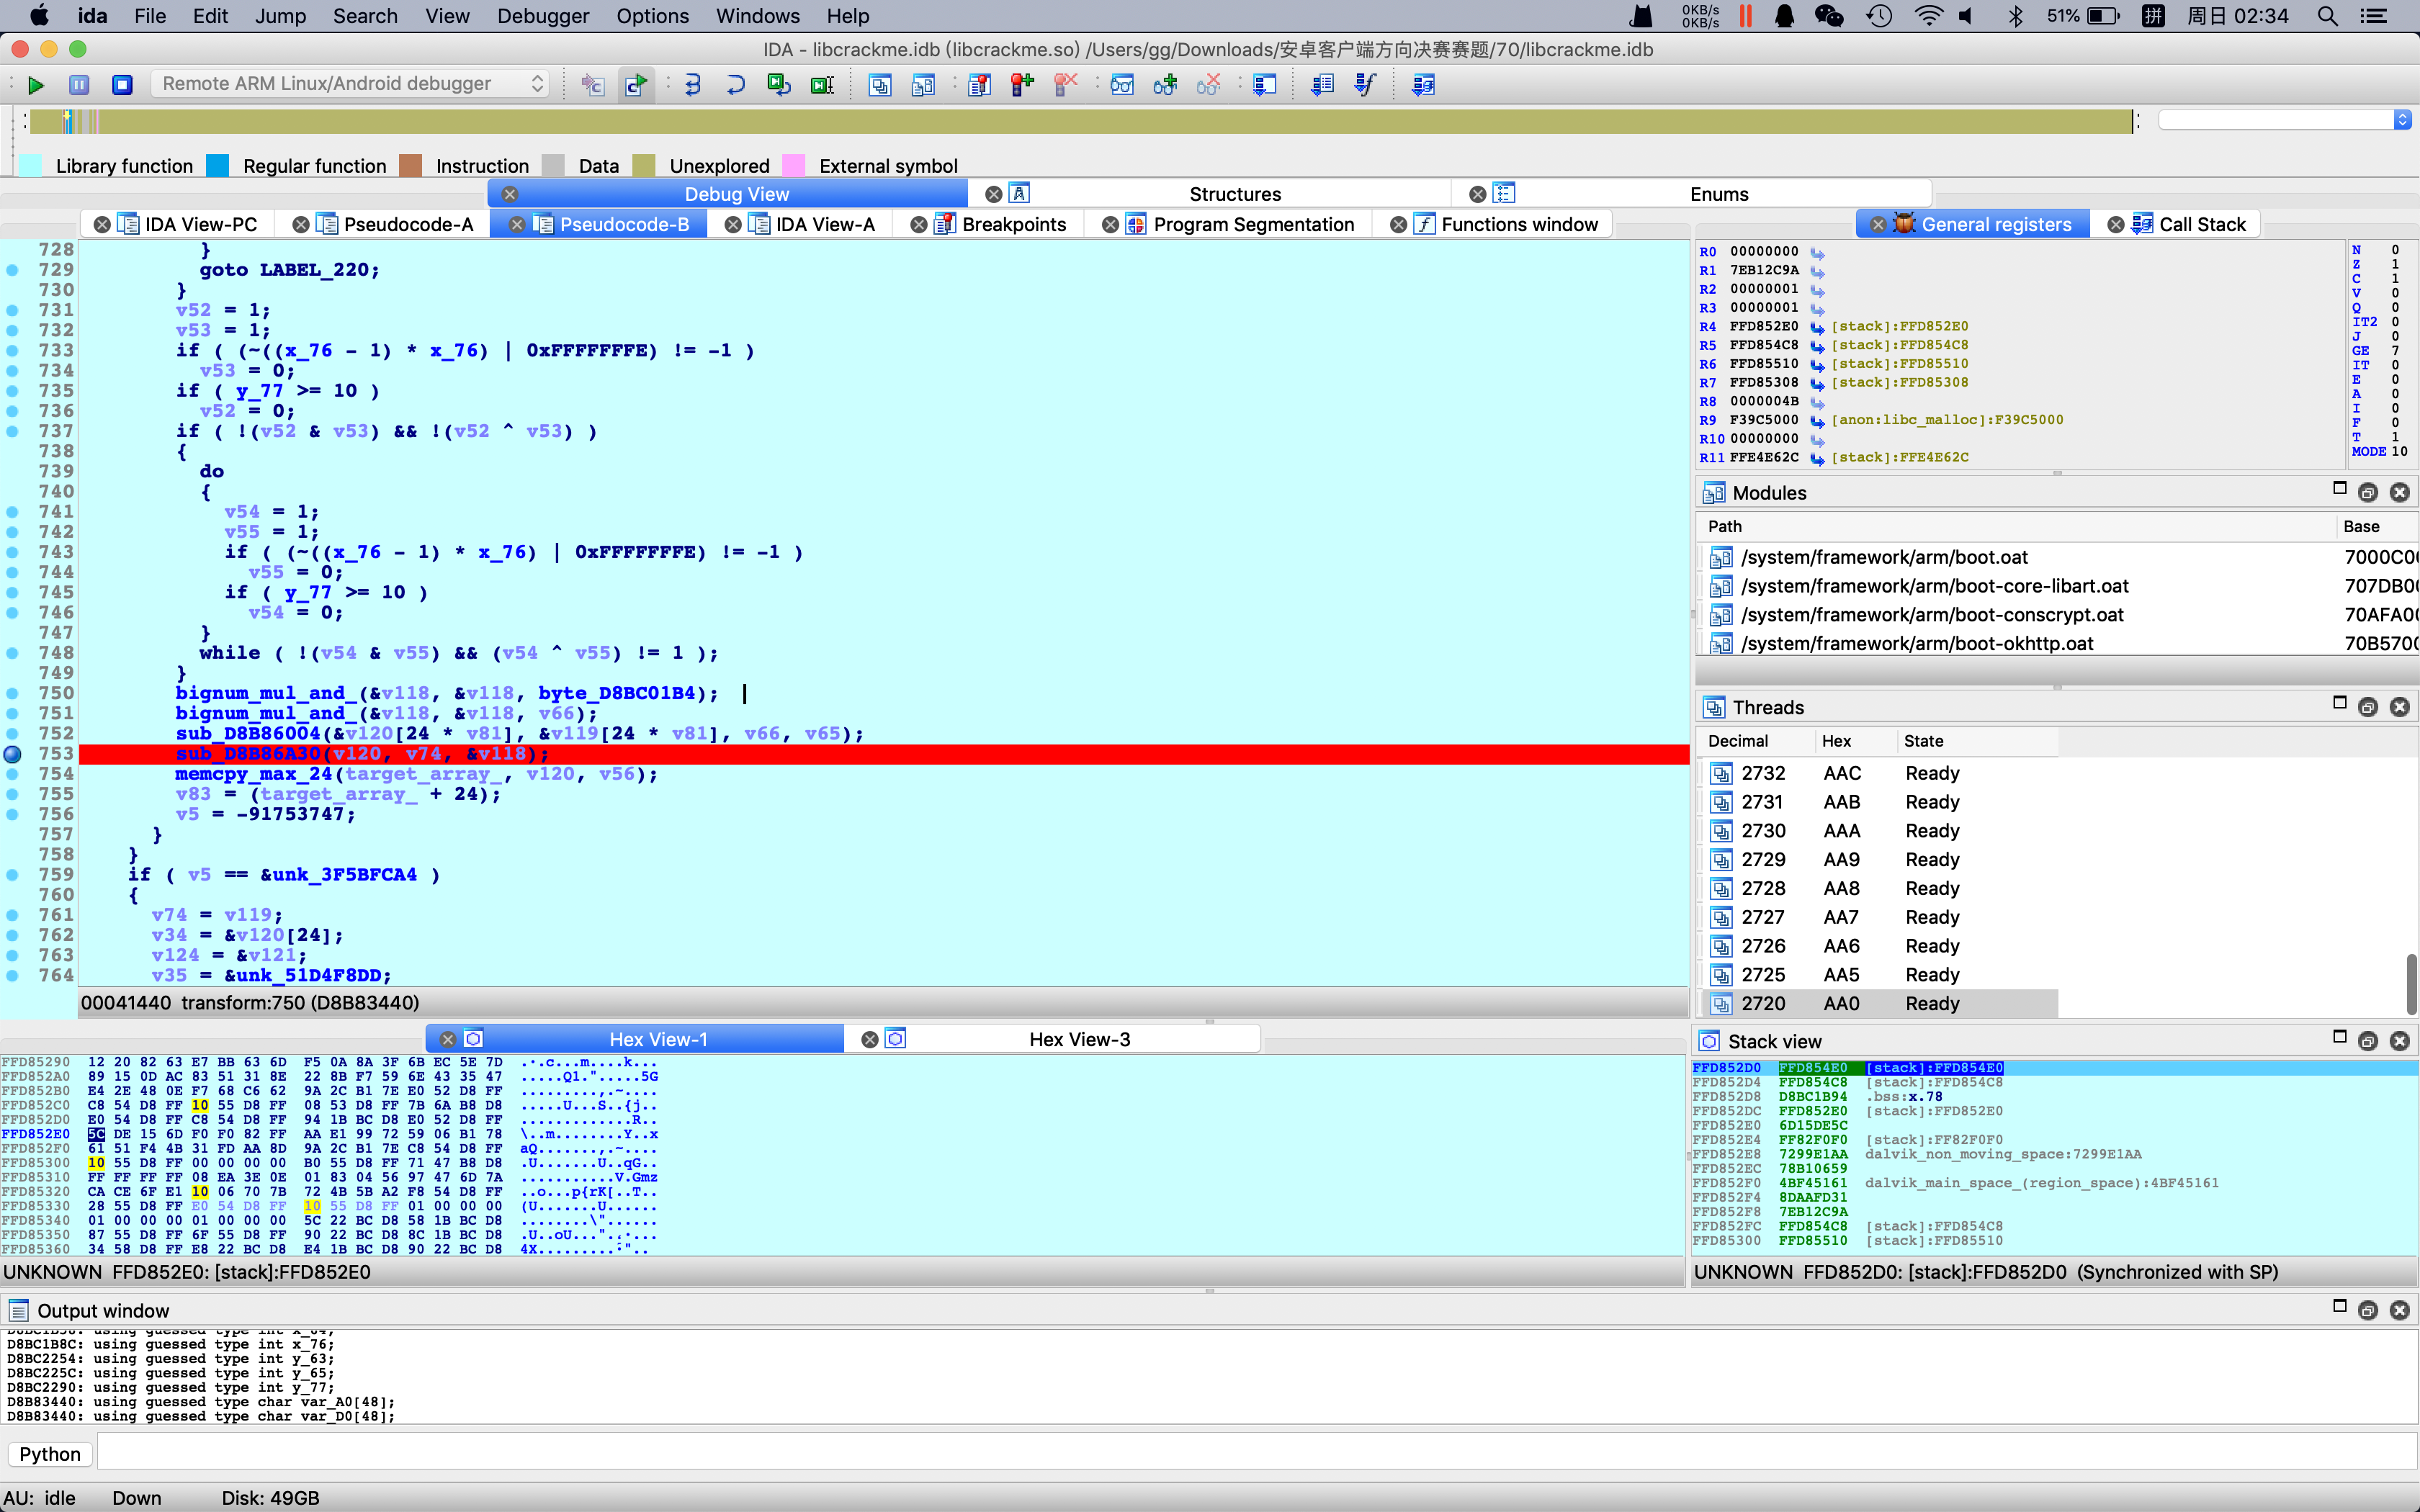 ida File Edit Jump Search View Debugger Options Windows Help 0KB/s 0KB/s 51% 拼 周日 02:34
IDA - libcrackme.idb (libcrackme.so) /Users/gg/Downloads/安卓客户端方向决赛赛题/70/libcrackme.idb
Remote ARM Linux/Android debugger
Library function Regular function Instruction Data Unexplored External symbol
Debug View Structures Enums
IDA View-PC Pseudocode-A Pseudocode-B IDA View-A Breakpoints Program Segmentation Functions window
728 }
729 goto LABEL_220;
730 }
731 v52 = 1;
732 v53 = 1;
733 if ( (~((x_76 - 1) * x_76) | 0xFFFFFFFE) != -1 )
734 v53 = 0;
735 if ( y_77 >= 10 )
736 v52 = 0;
737 if ( !(v52 & v53) && !(v52 ^ v53) )
738 {
739 do
740 {
741 v54 = 1;
742 v55 = 1;
743 if ( (~((x_76 - 1) * x_76) | 0xFFFFFFFE) != -1 )
744 v55 = 0;
745 if ( y_77 >= 10 )
746 v54 = 0;
747 }
748 while ( !(v54 & v55) && (v54 ^ v55) != 1 );
749 }
750 bignum_mul_and_(&v118, &v118, byte_D8BC01B4);
751 bignum_mul_and_(&v118, &v118, v66);
752 sub_D8B86004(&v120[24 * v81], &v119[24 * v81], v66, v65);
753 sub_D8B86A30(v120, v74, &v118);
754 memcpy_max_24(target_array_, v120, v56);
755 v83 = (target_array_ + 24);
756 v5 = -91753747;
757 }
758 }
759 if ( v5 == &unk_3F5BFCA4 )
760 {
761 v74 = v119;
762 v34 = &v120[24];
763 v124 = &v121;
764 v35 = &unk_51D4F8DD;
00041440 transform:750 (D8B83440)
General registers Call Stack
R0 00000000
R1 7EB12C9A
R2 00000001
R3 00000001
R4 FFD852E0 [stack]:FFD852E0
R5 FFD854C8 [stack]:FFD854C8
R6 FFD85510 [stack]:FFD85510
R7 FFD85308 [stack]:FFD85308
R8 0000004B
R9 F39C5000 [anon:libc_malloc]:F39C5000
R10 00000000
R11 FFE4E62C [stack]:FFE4E62C
N 0
Z 1
C 1
V 0
Q 0
IT2 0
J 0
GE 7
IT 0
E 0
A 0
I 0
F 0
T 1
MODE 10
Modules
Path Base
/system/framework/arm/boot.oat 7000C0
/system/framework/arm/boot-core-libart.oat 707DB0
/system/framework/arm/boot-conscrypt.oat 70AFA0
/system/framework/arm/boot-okhttp.oat 70B570
Threads
Decimal Hex State
2732 AAC Ready
2731 AAB Ready
2730 AAA Ready
2729 AA9 Ready
2728 AA8 Ready
2727 AA7 Ready
2726 AA6 Ready
2725 AA5 Ready
2720 AA0 Ready
Hex View-1 Hex View-3
FFD85290 12 20 82 63 E7 BB 63 6D F5 0A 8A 3F 6B EC 5E 7D
FFD852A0 89 15 0D AC 83 51 31 8E 22 8B F7 59 6E 43 35 47
FFD852B0 E4 2E 48 0E F7 68 C6 62 9A 2C B1 7E E0 52 D8 FF
FFD852C0 C8 54 D8 FF 10 55 D8 FF 08 53 D8 FF 7B 6A B8 D8
FFD852D0 E0 54 D8 FF C8 54 D8 FF 94 1B BC D8 E0 52 D8 FF
FFD852E0 5C DE 15 6D F0 F0 82 FF AA E1 99 72 59 06 B1 78
FFD852F0 61 51 F4 4B 31 FD AA 8D 9A 2C B1 7E C8 54 D8 FF
FFD85300 10 55 D8 FF 00 00 00 00 B0 55 D8 FF 71 47 B8 D8
FFD85310 FF FF FF FF 08 EA 3E 0E 01 83 04 56 97 47 6D 7A
FFD85320 CA CE 6F E1 10 06 70 7B 72 4B 5B A2 F8 54 D8 FF
FFD85330 28 55 D8 FF E0 54 D8 FF 10 55 D8 FF 01 00 00 00
FFD85340 01 00 00 00 01 00 00 00 5C 22 BC D8 58 1B BC D8
FFD85350 87 55 D8 FF 6F 55 D8 FF 90 22 BC D8 8C 1B BC D8
FFD85360 34 58 D8 FF E8 22 BC D8 E4 1B BC D8 90 22 BC D8
UNKNOWN FFD852E0: [stack]:FFD852E0
Stack view
FFD852D0 FFD854E0 [stack]:FFD854E0
FFD852D4 FFD854C8 [stack]:FFD854C8
FFD852D8 D8BC1B94 .bss:x.78
FFD852DC FFD852E0 [stack]:FFD852E0
FFD852E0 6D15DE5C
FFD852E4 FF82F0F0 [stack]:FF82F0F0
FFD852E8 7299E1AA dalvik_non_moving_space:7299E1AA
FFD852EC 78B10659
FFD852F0 4BF45161 dalvik_main_space_(region_space):4BF45161
FFD852F4 8DAAFD31
FFD852F8 7EB12C9A
FFD852FC FFD854C8 [stack]:FFD854C8
FFD85300 FFD85510 [stack]:FFD85510
UNKNOWN FFD852D0: [stack]:FFD852D0 (Synchronized with SP)
Output window
D8BC1B58: using guessed type int x_64;
D8BC1B8C: using guessed type int x_76;
D8BC2254: using guessed type int y_63;
D8BC225C: using guessed type int y_65;
D8BC2290: using guessed type int y_77;
D8B83440: using guessed type char var_A0[48];
D8B83440: using guessed type char var_D0[48];
Python
AU: idle Down Disk: 49GB